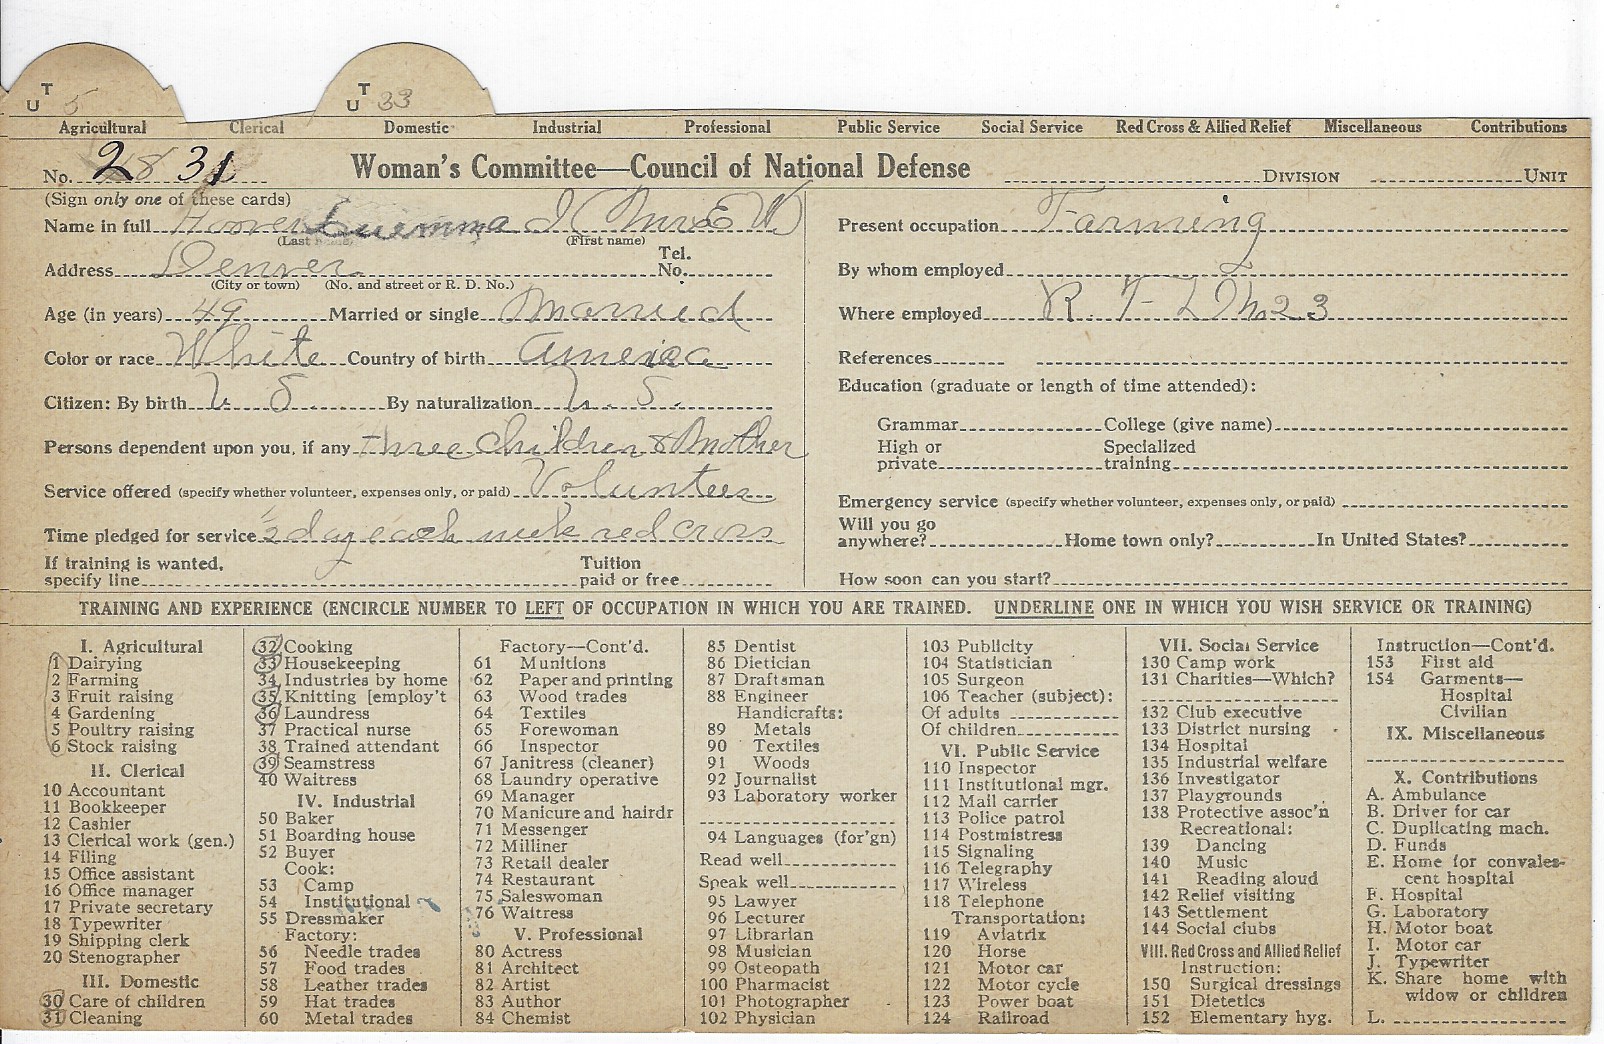 T
U 5
T
U 33
Agricultural Clerical Domestic Industrial Professional Public Service Social Service Red Cross & Allied Relief Miscellaneous Contributions
No. 2831 Woman's Committee—Council of National Defense DIVISION UNIT
(Sign only one of these cards)
Name in full Hoover Luemma J (Mrs E W)
(Last name) (First name)
Address Denver Tel. No.
(City or town) (No. and street or R. D. No.)
Age (in years) 49 Married or single Married
Color or race White Country of birth America
Citizen: By birth U S. By naturalization U. S.
Persons dependent upon you, if any three children & Mother
Service offered (specify whether volunteer, expenses only, or paid) Volunteer
Time pledged for service 1/2 day each week red cross
If training is wanted, specify line Tuition paid or free
Present occupation Farming
By whom employed
Where employed R F D No 23
References
Education (graduate or length of time attended):
Grammar College (give name)
High or private Specialized training
Emergency service (specify whether volunteer, expenses only, or paid)
Will you go anywhere? Home town only? In United States?
How soon can you start?
TRAINING AND EXPERIENCE (ENCIRCLE NUMBER TO LEFT OF OCCUPATION IN WHICH YOU ARE TRAINED. UNDERLINE ONE IN WHICH YOU WISH SERVICE OR TRAINING)
I. Agricultural
1 Dairying
2 Farming
3 Fruit raising
4 Gardening
5 Poultry raising
6 Stock raising
II. Clerical
10 Accountant
11 Bookkeeper
12 Cashier
13 Clerical work (gen.)
14 Filing
15 Office assistant
16 Office manager
17 Private secretary
18 Typewriter
19 Shipping clerk
20 Stenographer
III. Domestic
30 Care of children
31 Cleaning
32 Cooking
33 Housekeeping
34 Industries by home
35 Knitting [employ't
36 Laundress
37 Practical nurse
38 Trained attendant
39 Seamstress
40 Waitress
IV. Industrial
50 Baker
51 Boarding house
52 Buyer
Cook:
53 Camp
54 Institutional
55 Dressmaker
Factory:
56 Needle trades
57 Food trades
58 Leather trades
59 Hat trades
60 Metal trades
Factory—Cont'd.
61 Munitions
62 Paper and printing
63 Wood trades
64 Textiles
65 Forewoman
66 Inspector
67 Janitress (cleaner)
68 Laundry operative
69 Manager
70 Manicure and hairdr
71 Messenger
72 Milliner
73 Retail dealer
74 Restaurant
75 Saleswoman
76 Waitress
V. Professional
80 Actress
81 Architect
82 Artist
83 Author
84 Chemist
85 Dentist
86 Dietician
87 Draftsman
88 Engineer
Handicrafts:
89 Metals
90 Textiles
91 Woods
92 Journalist
93 Laboratory worker
94 Languages (for'gn)
Read well
Speak well
95 Lawyer
96 Lecturer
97 Librarian
98 Musician
99 Osteopath
100 Pharmacist
101 Photographer
102 Physician
103 Publicity
104 Statistician
105 Surgeon
106 Teacher (subject):
Of adults
Of children
VI. Public Service
110 Inspector
111 Institutional mgr.
112 Mail carrier
113 Police patrol
114 Postmistress
115 Signaling
116 Telegraphy
117 Wireless
118 Telephone
Transportation:
119 Aviatrix
120 Horse
121 Motor car
122 Motor cycle
123 Power boat
124 Railroad
VII. Social Service
130 Camp work
131 Charities—Which?
132 Club executive
133 District nursing
134 Hospital
135 Industrial welfare
136 Investigator
137 Playgrounds
138 Protective assoc'n
Recreational:
139 Dancing
140 Music
141 Reading aloud
142 Relief visiting
143 Settlement
144 Social clubs
VIII. Red Cross and Allied Relief
Instruction:
150 Surgical dressings
151 Dietetics
152 Elementary hyg.
Instruction—Cont'd.
153 First aid
154 Garments—
Hospital
Civilian
IX. Miscellaneous
X. Contributions
A. Ambulance
B. Driver for car
C. Duplicating mach.
D. Funds
E. Home for convales-
cent hospital
F. Hospital
G. Laboratory
H. Motor boat
I. Motor car
J. Typewriter
K. Share home with
widow or children
L.